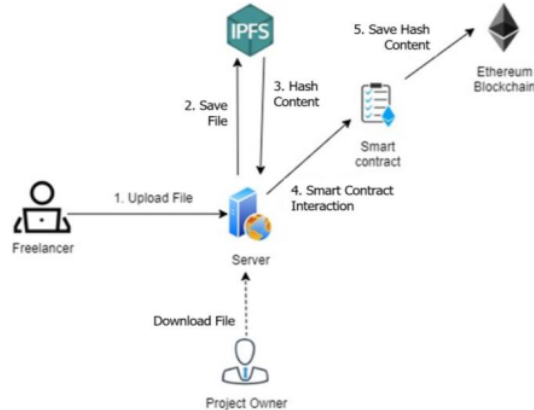 IPFS
5. Save Hash
Content
Ethereum
Blockchain
2. Save
File
3. Hash
Content
Smart
contract
1. Upload File
4. Smart Contract
Interaction
Freelancer
Server
Download File
Project Owner